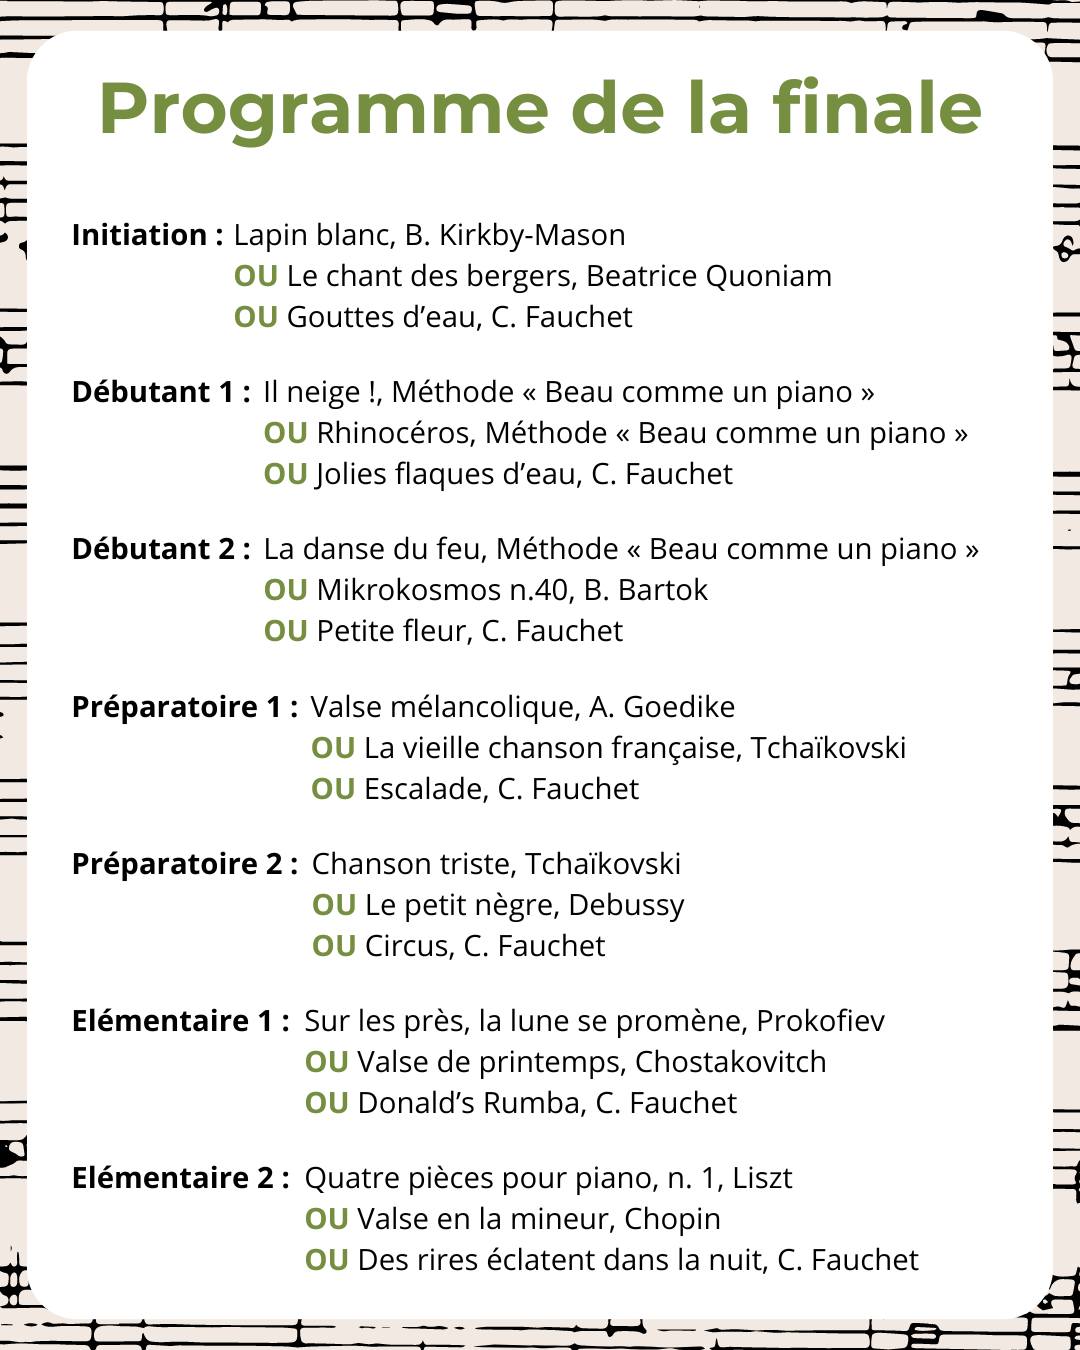 Programme de la finale
Initiation : Lapin blanc, B. Kirkby-Mason
OU Le chant des bergers, Beatrice Quoniam
OU Gouttes d’eau, C. Fauchet
Débutant 1 : Il neige !, Méthode « Beau comme un piano »
OU Rhinocéros, Méthode « Beau comme un piano »
OU Jolies flaques d’eau, C. Fauchet
Débutant 2 : La danse du feu, Méthode « Beau comme un piano »
OU Mikrokosmos n.40, B. Bartok
OU Petite fleur, C. Fauchet
Préparatoire 1 : Valse mélancolique, A. Goedike
OU La vieille chanson française, Tchaïkovski
OU Escalade, C. Fauchet
Préparatoire 2 : Chanson triste, Tchaïkovski
OU Le petit nègre, Debussy
OU Circus, C. Fauchet
Elémentaire 1 : Sur les près, la lune se promène, Prokofiev
OU Valse de printemps, Chostakovitch
OU Donald’s Rumba, C. Fauchet
Elémentaire 2 : Quatre pièces pour piano, n. 1, Liszt
OU Valse en la mineur, Chopin
OU Des rires éclatent dans la nuit, C. Fauchet